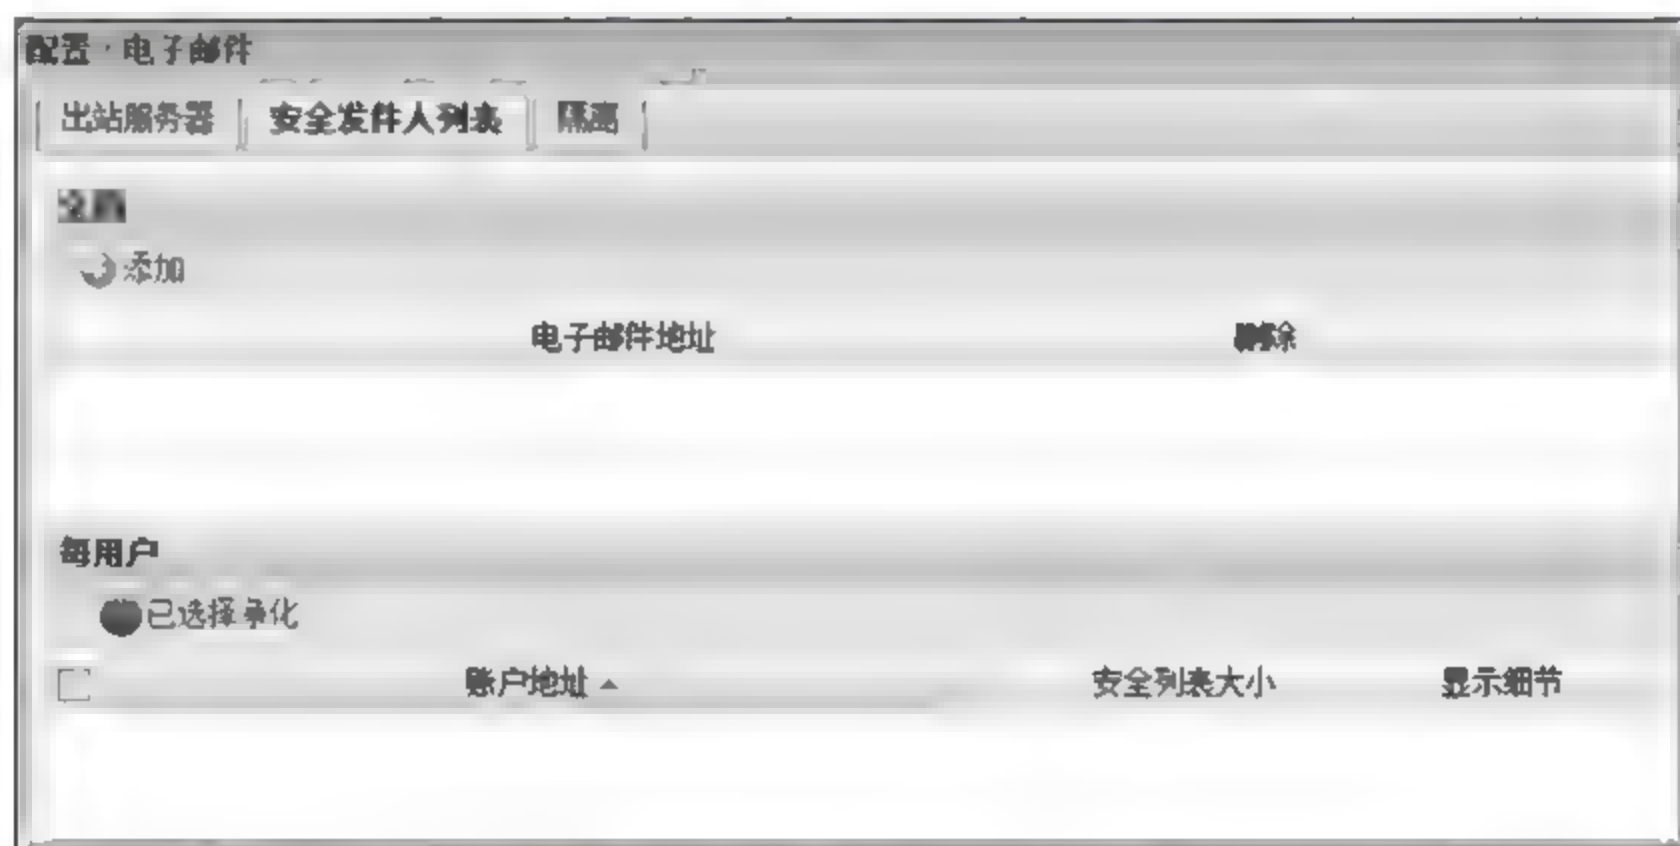 配置·电子邮件
出站服务器 安全发件人列表 隔离
添加
电子邮件地址 删除
每用户
已选择净化
账户地址 安全列表大小 显示细节